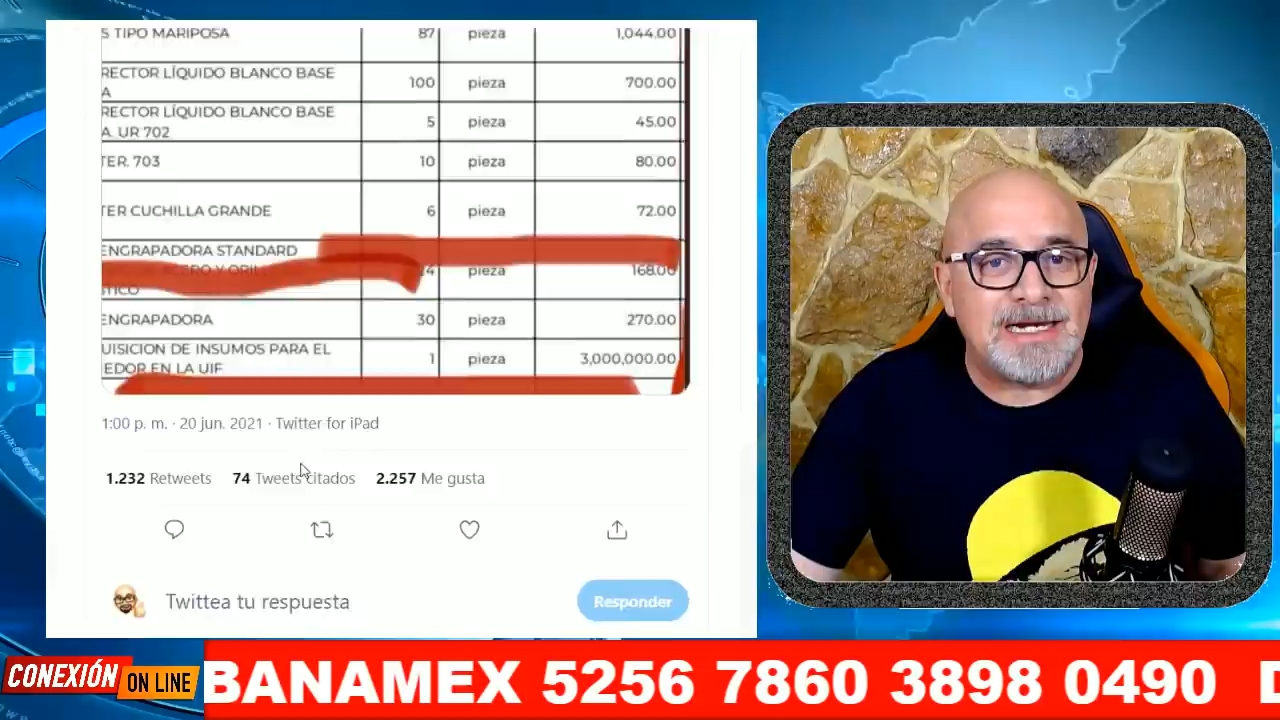 S TIPO MARIPOSA 87 pieza 1,044.00
RECTOR LÍQUIDO BLANCO BASE
A 100 pieza 700.00
RECTOR LÍQUIDO BLANCO BASE
A. UR 702 5 pieza 45.00
TER. 703 10 pieza 80.00
TER CUCHILLA GRANDE 6 pieza 72.00
ENGRAPADORA STANDARD
pieza 168.00
STICO
ENGRAPADORA 30 pieza 270.00
UISICION DE INSUMOS PARA EL
EDOR EN LA UIF 1 pieza 3,000,000.00
1:00 p. m. · 20 jun. 2021 · Twitter for iPad
1.232 Retweets 74 Tweets citados 2.257 Me gusta
Twittea tu respuesta
Responder
CONEXIÓN ON LINE
BANAMEX 5256 7860 3898 0490 D